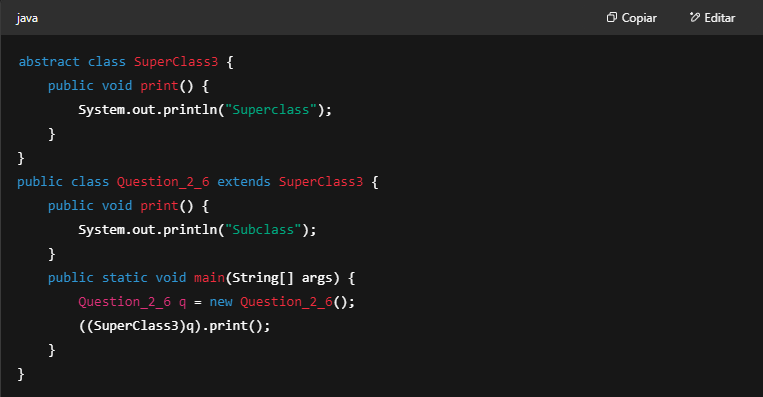 java
Copiar
Editar
abstract class SuperClass3 {
    public void print() {
        System.out.println("Superclass");
    }
}
public class Question_2_6 extends SuperClass3 {
    public void print() {
        System.out.println("Subclass");
    }
    public static void main(String[] args) {
        Question_2_6 q = new Question_2_6();
        ((SuperClass3)q).print();
    }
}